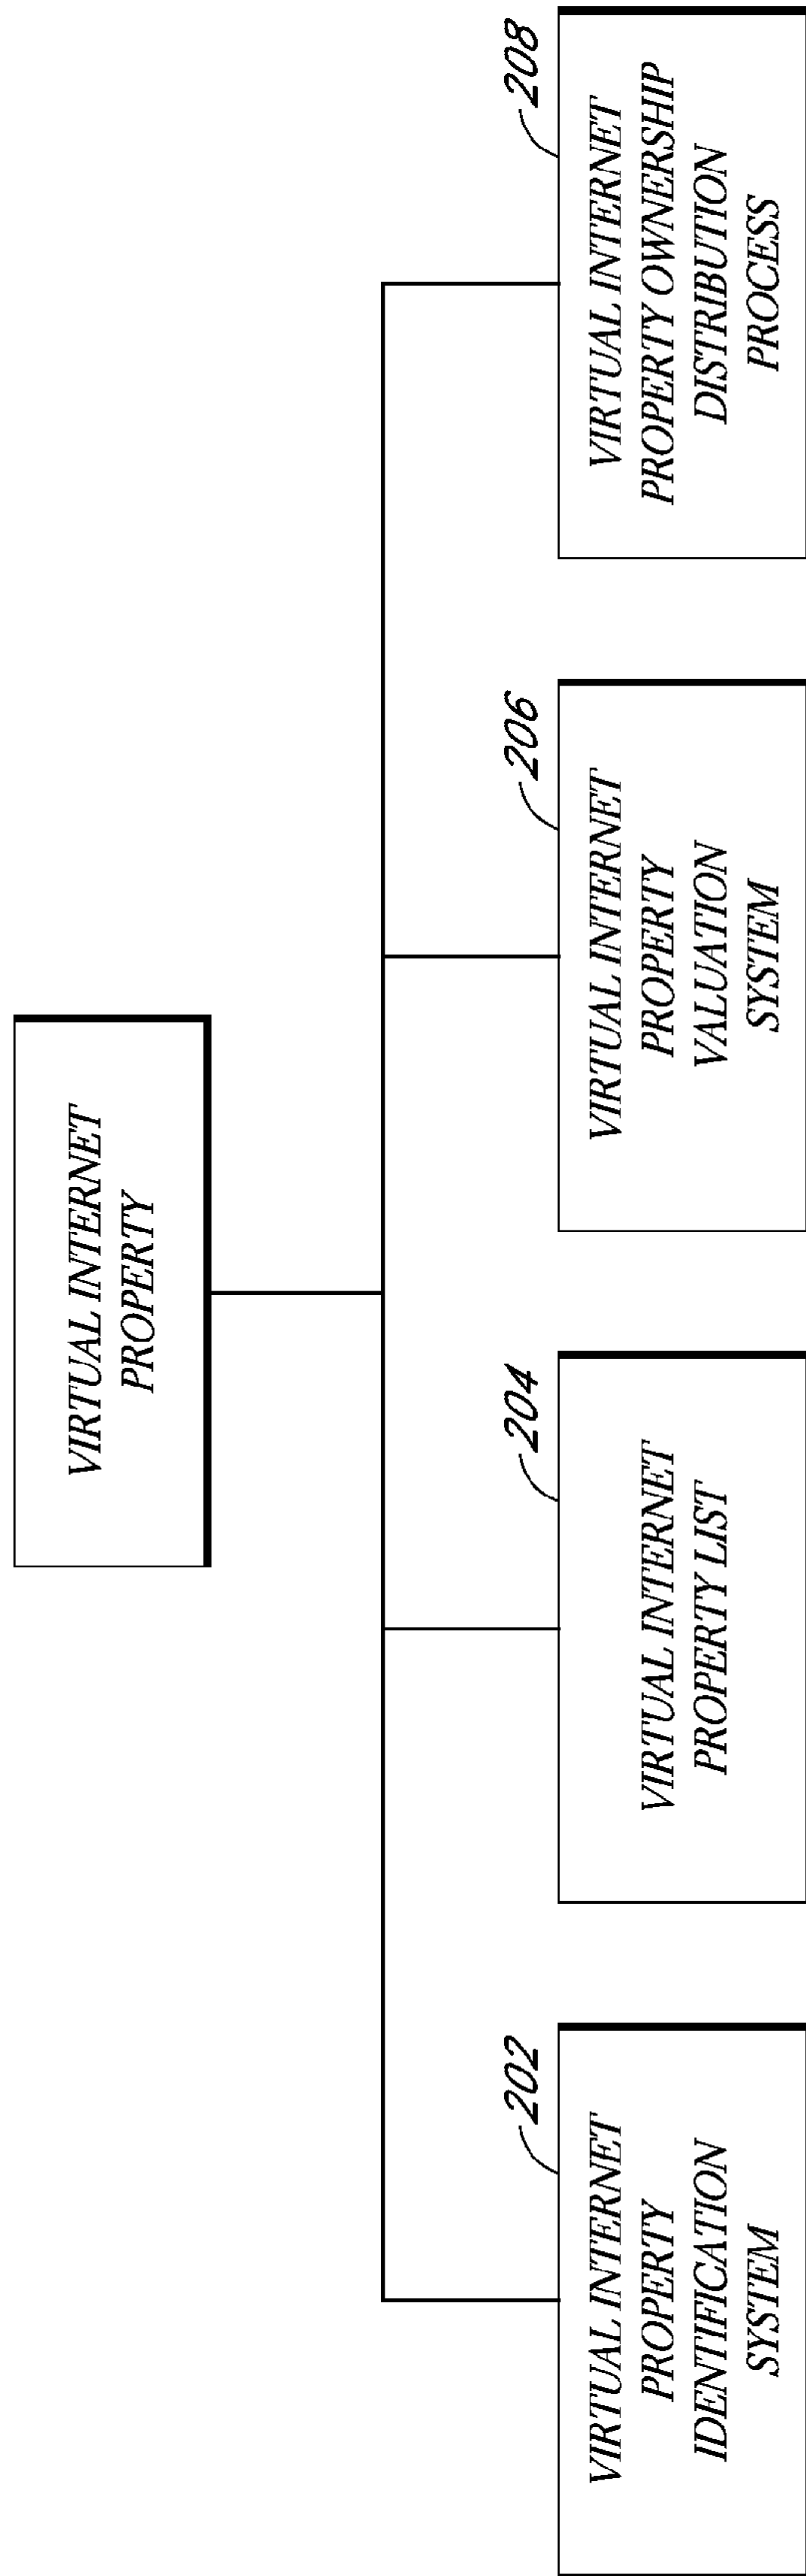 VIRTUAL INTERNET
PROPERTY
202
VIRTUAL INTERNET
PROPERTY
IDENTIFICATION
SYSTEM
204
VIRTUAL INTERNET
PROPERTY LIST
206
VIRTUAL INTERNET
PROPERTY
VALUATION
SYSTEM
208
VIRTUAL INTERNET
PROPERTY OWNERSHIP
DISTRIBUTION
PROCESS